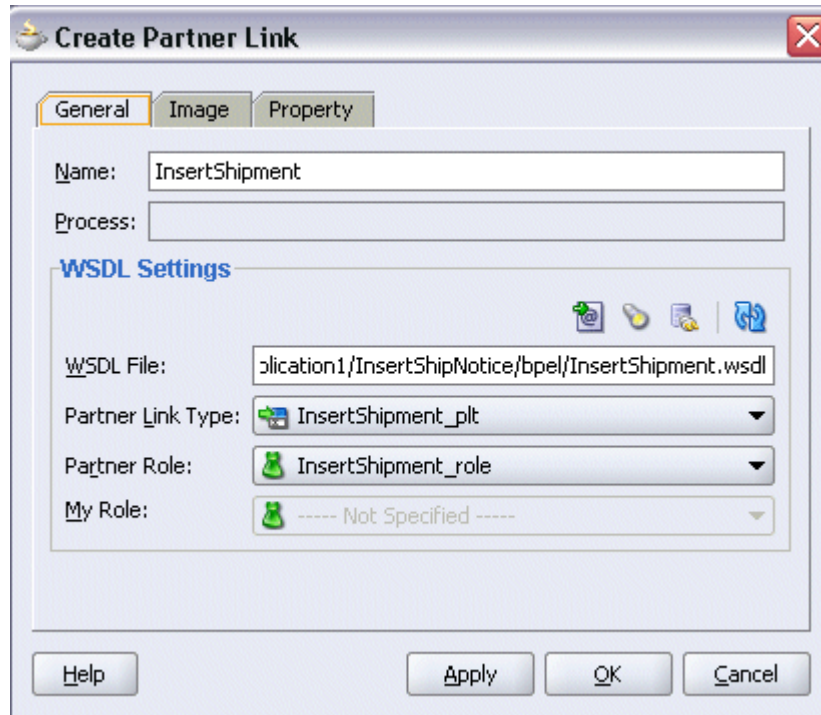 Create Partner Link
General Image Property
Name: InsertShipment
Process:
WSDL Settings
WSDL File: plication1/InsertShipNotice/bpel/InsertShipment.wsdl
Partner Link Type: InsertShipment_plt
Partner Role: InsertShipment_role
My Role: ----- Not Specified -----
Help Apply OK Cancel